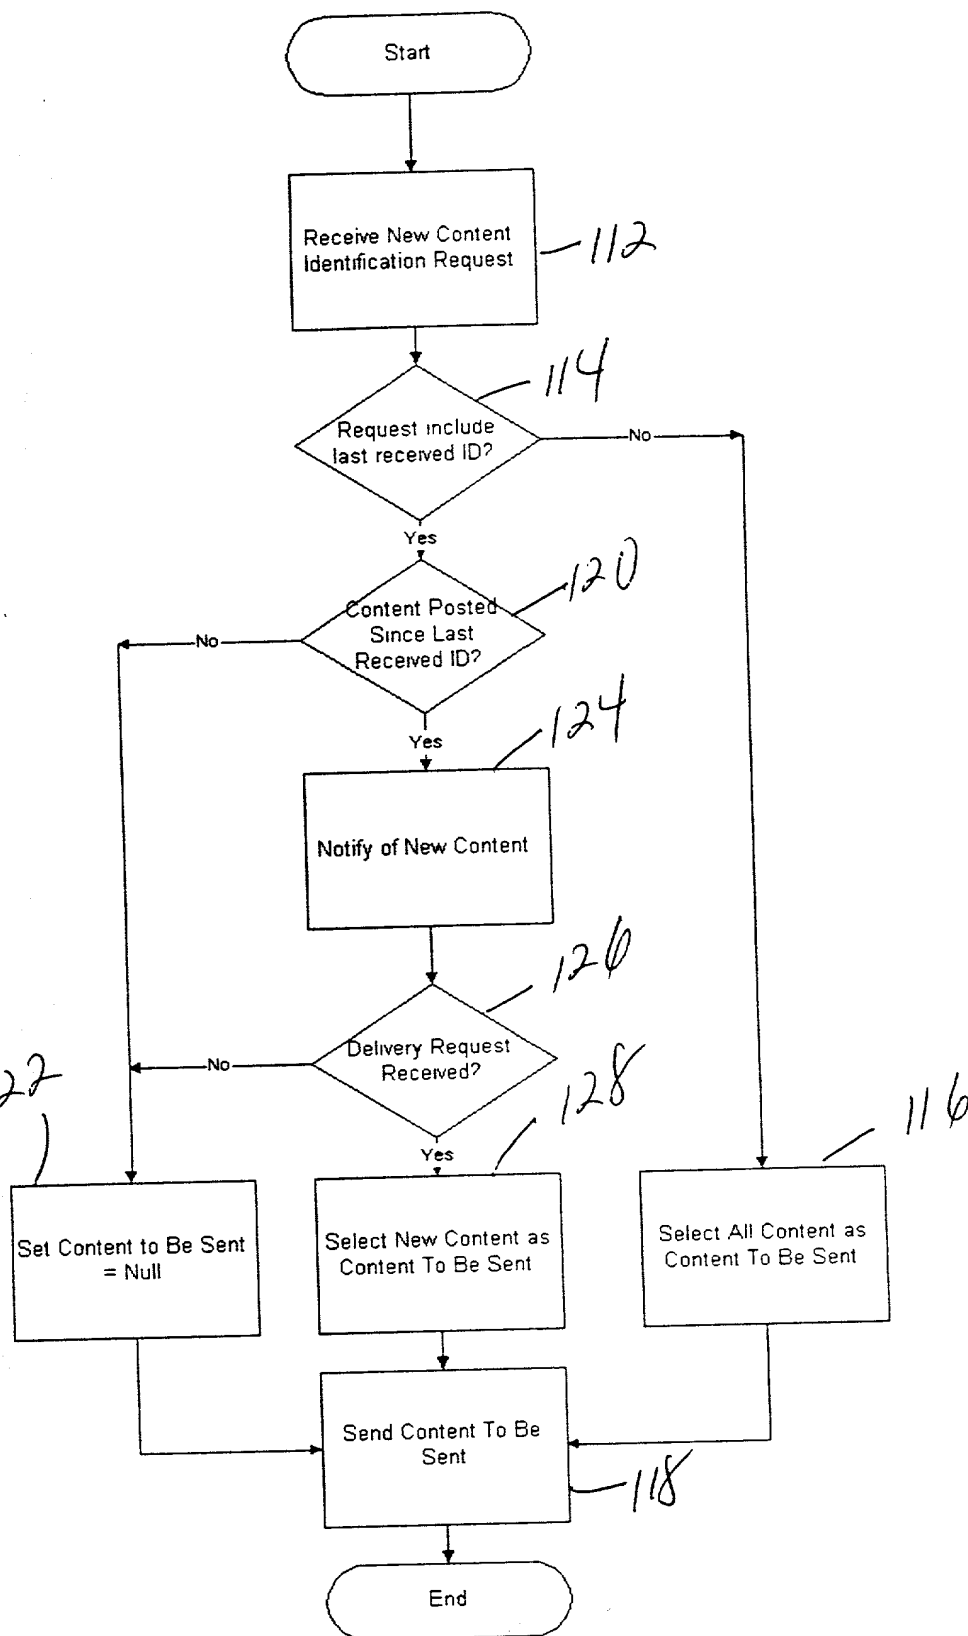 Start
Receive New Content
Identification Request
112
114
Request include
last received ID?
No
Yes
120
Content Posted
Since Last
Received ID?
No
Yes
124
Notify of New Content
126
Delivery Request
Received?
No
Yes
22
128
116
Set Content to Be Sent
= Null
Select New Content as
Content To Be Sent
Select All Content as
Content To Be Sent
Send Content To Be
Sent
118
End